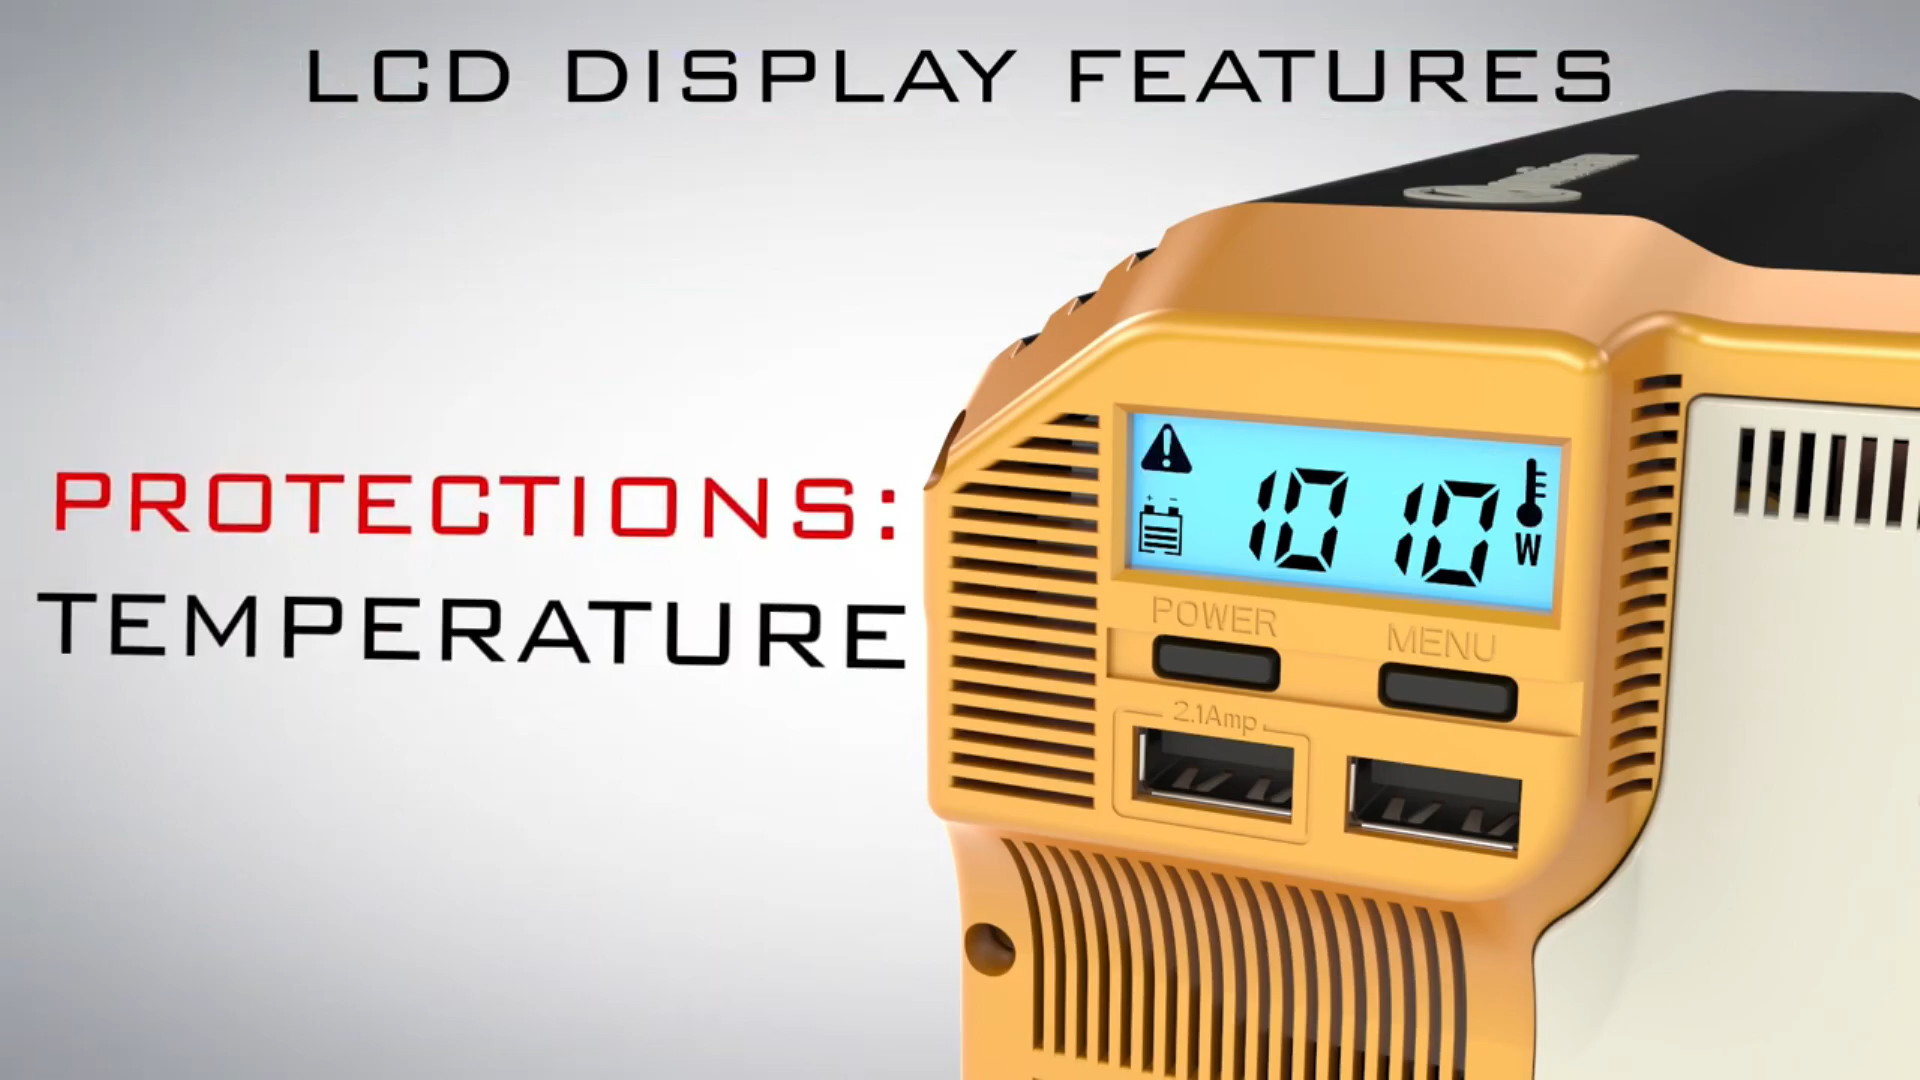 LCD DISPLAY FEATURES
PROTECTIONS:
TEMPERATURE
1010
W
POWER
MENU
2.1Amp